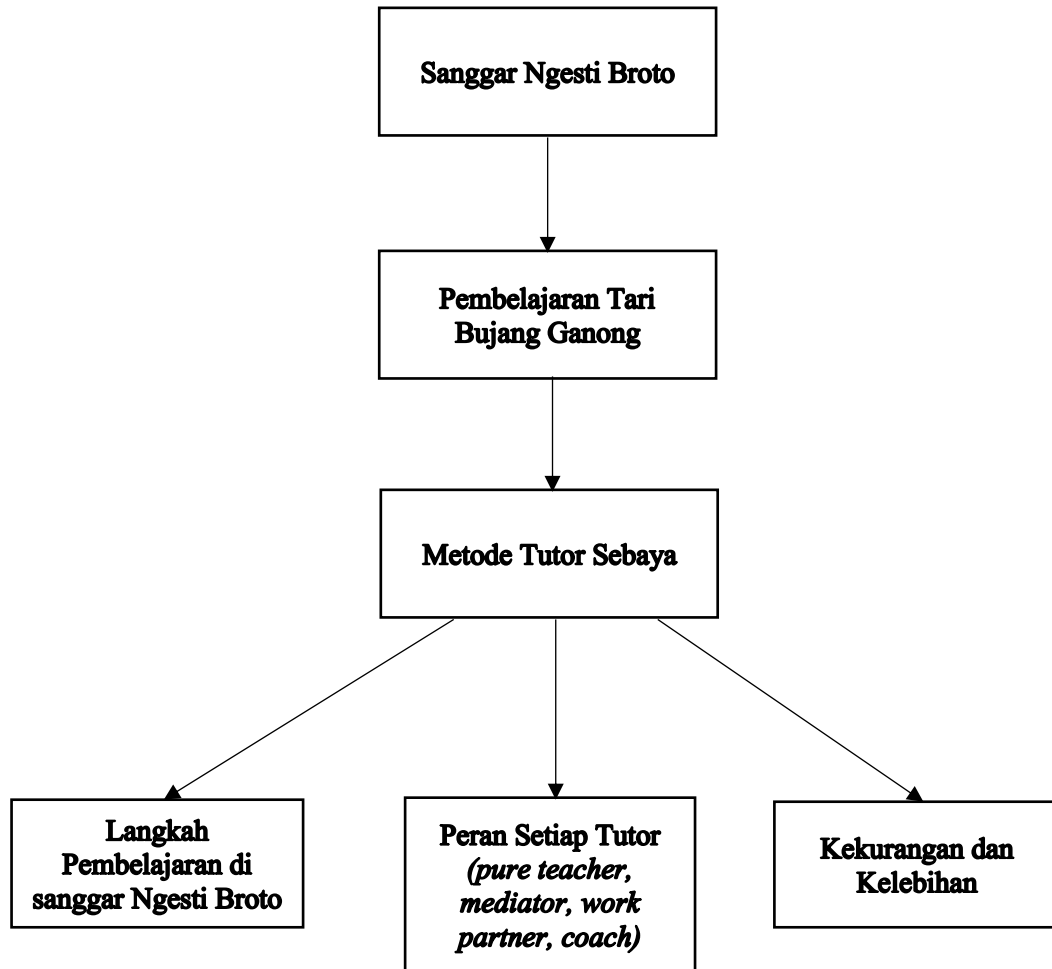 Sanggar Ngesti Broto
Pembelajaran Tari
Bujang Ganong
Metode Tutor Sebaya
Langkah
Pembelajaran di
sanggar Ngesti Broto
Peran Setiap Tutor
(pure teacher,
mediator, work
partner, coach)
Kekurangan dan
Kelebihan